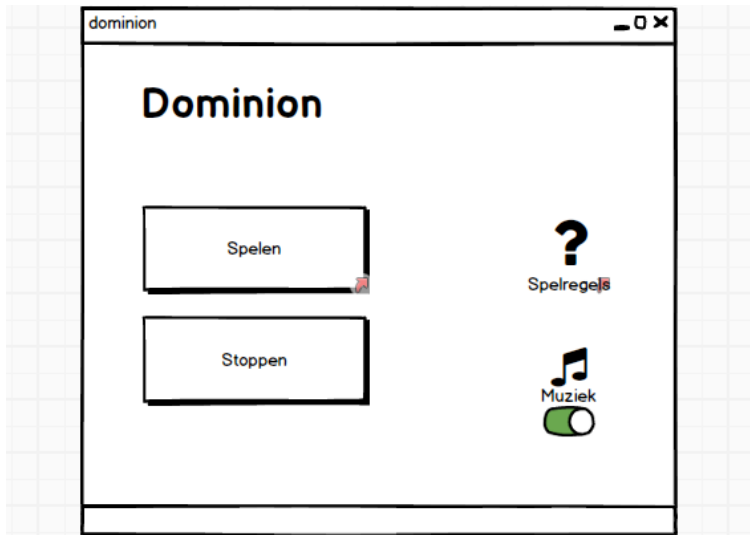 dominion
Dominion
Spelen
?
Spelregels
Stoppen
Muziek